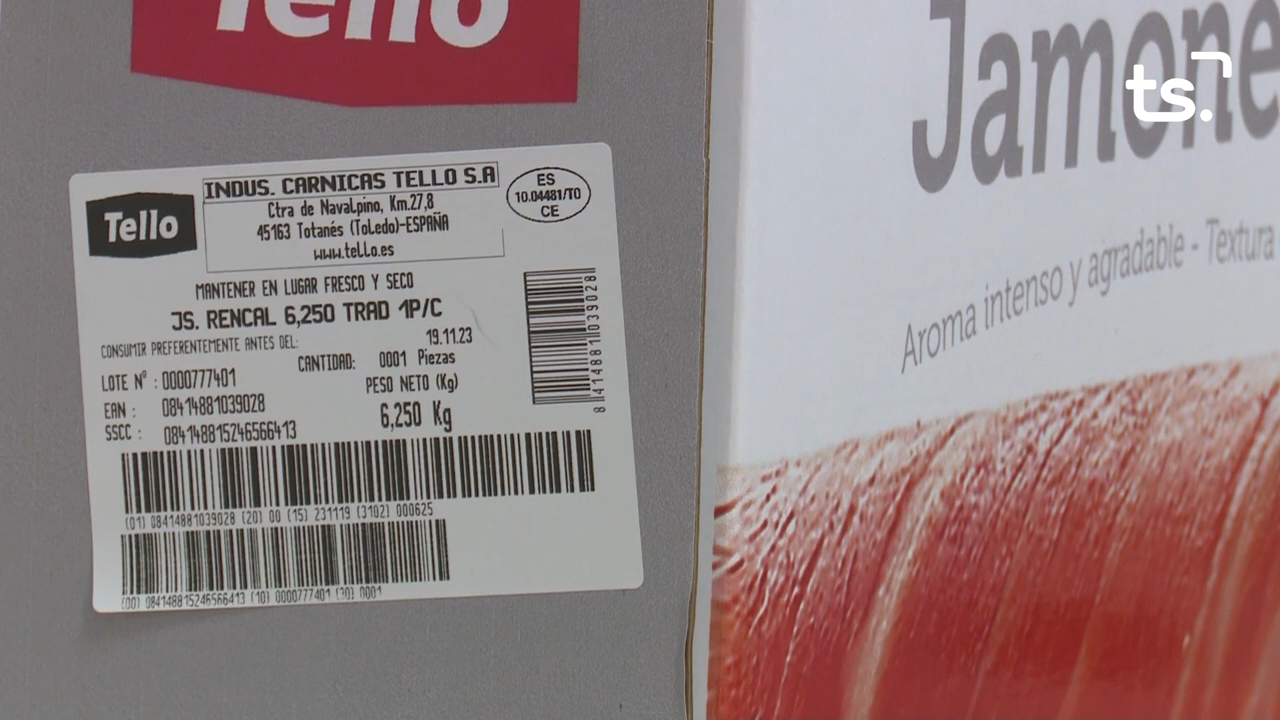 Tello
Tello
INDUS. CARNICAS TELLO S.A
Ctra de Navalpino, Km.27,8
45163 Totanés (Toledo)-ESPAÑA
www.tello.es
ES
10.04481/TO
CE
MANTENER EN LUGAR FRESCO Y SECO
JS. RENCAL 6,250 TRAD 1P/C
CONSUMIR PREFERENTEMENTE ANTES DEL: 19.11.23
CANTIDAD: 0001 Piezas
LOTE Nº : 0000777401
PESO NETO (Kg)
EAN : 08414881039028
6,250 Kg
SSCC : 084148815246566413
8414881039028
(01) 08414881039028 (20) 00 (15) 231119 (3102) 000625
(00) 084148815246566413 (10) 0000777401 (30) 0001
Jamone
ts.
Aroma intenso y agradable - Textura